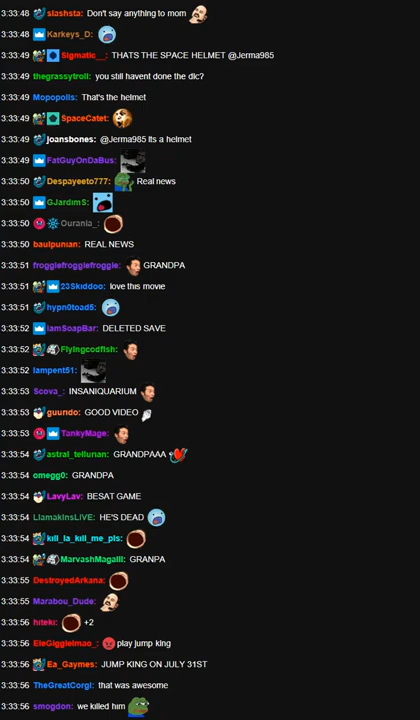 3:33:48 slashsta: Don't say anything to mom
3:33:48 Karkeys_D:
3:33:49 Sigmatic__: THATS THE SPACE HELMET @Jerma985
3:33:49 thegrassytroll: you still havent done the dlc?
3:33:49 Mopopolis: That's the helmet
3:33:49 SpaceCatet:
3:33:49 joansbones: @Jerma985 its a helmet
3:33:49 FatGuyOnDaBus:
3:33:50 Despayeeto777: Real news
3:33:50 GJardimS:
3:33:50 Ourania_:
3:33:50 baulpunian: REAL NEWS
3:33:51 froggiefroggiefroggie: GRANDPA
3:33:51 23Skiddoo: love this movie
3:33:51 hypn0toad5:
3:33:52 IamSoapBar: DELETED SAVE
3:33:52 Flyingcodfish:
3:33:52 lampent51:
3:33:53 Scova_: INSANIQUARIUM
3:33:53 guundo: GOOD VIDEO
3:33:53 TankyMage:
3:33:54 astral_tellunan: GRANDPAAA
3:33:54 omegg0: GRANDPA
3:33:54 LavyLav: BESAT GAME
3:33:54 LlamakinsLIVE: HE'S DEAD
3:33:54 kill_la_kill_me_pls:
3:33:54 MarvashMagalli: GRANPA
3:33:55 DestroyedArkana:
3:33:55 Marabou_Dude:
3:33:56 hiteki: +2
3:33:56 EleGigglelmao_: play jump king
3:33:56 Ea_Gaymes: JUMP KING ON JULY 31ST
3:33:56 TheGreatCorgi: that was awesome
3:33:56 smogdon: we killed him